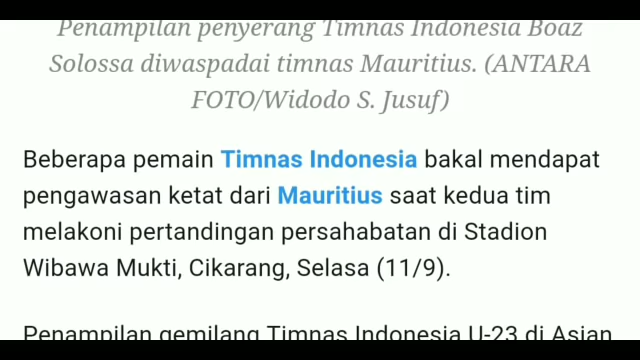 Penampilan penyerang Timnas Indonesia Boaz
Solossa diwaspadai timnas Mauritius. (ANTARA
FOTO/Widodo S. Jusuf)
Beberapa pemain Timnas Indonesia bakal mendapat
pengawasan ketat dari Mauritius saat kedua tim
melakoni pertandingan persahabatan di Stadion
Wibawa Mukti, Cikarang, Selasa (11/9).
Penampilan gemilang Timnas Indonesia U-23 di Asian